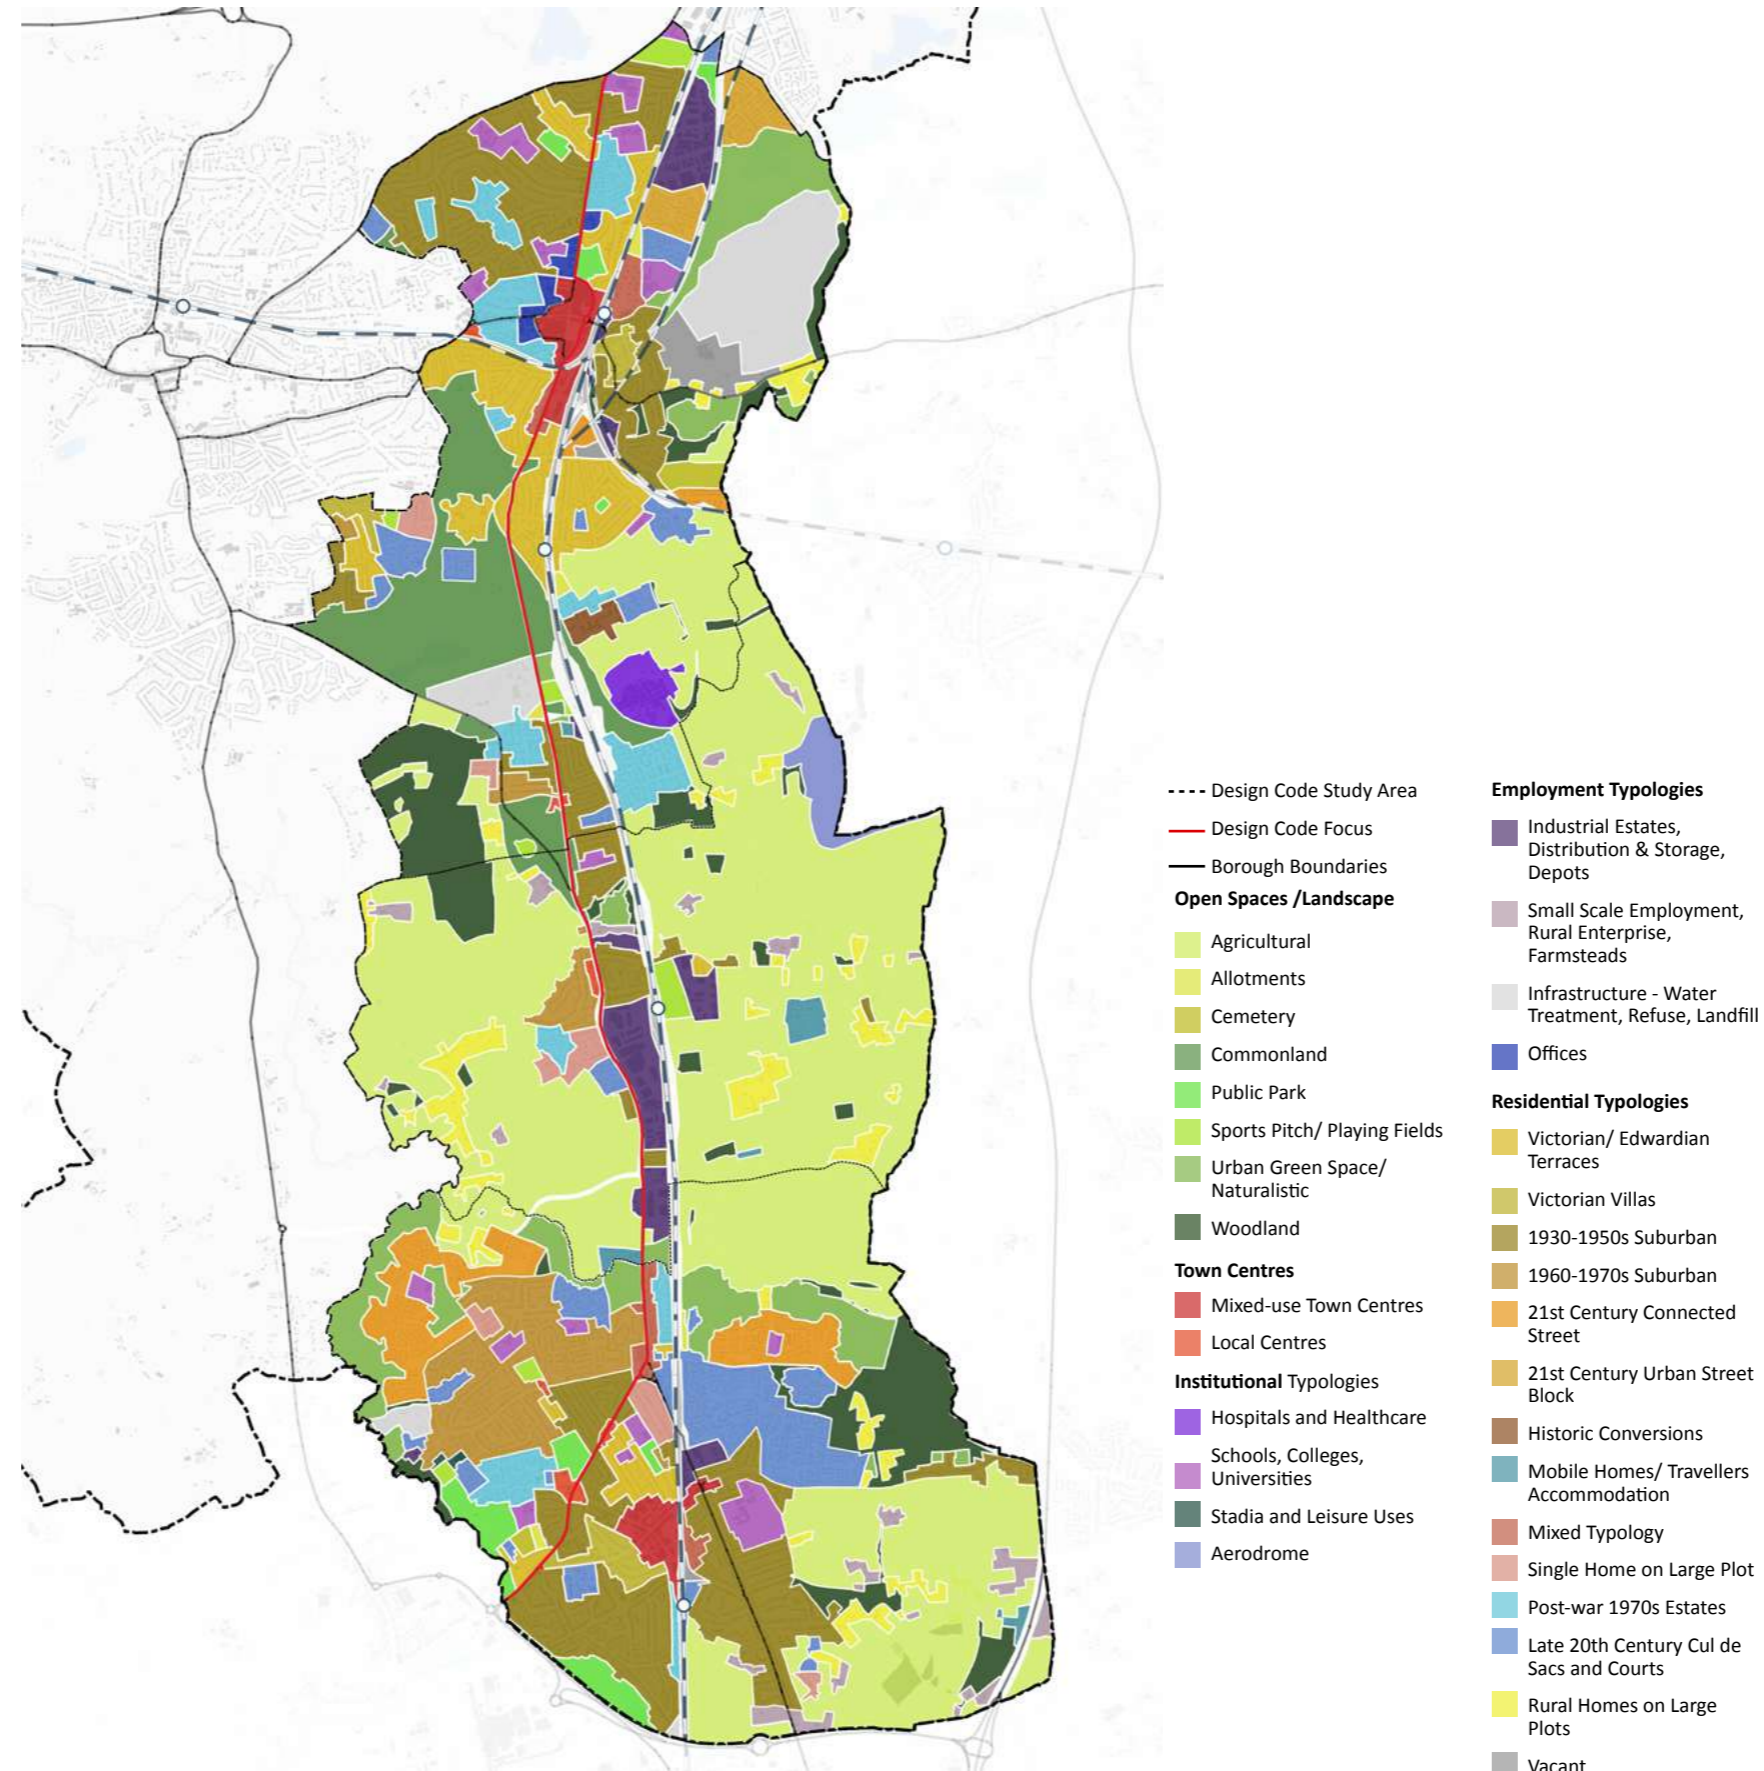 Design Code Study Area
Design Code Focus
Borough Boundaries
Open Spaces /Landscape
Agricultural
Allotments
Cemetery
Commonland
Public Park
Sports Pitch/ Playing Fields
Urban Green Space/
Naturalistic
Woodland
Town Centres
Mixed-use Town Centres
Local Centres
Institutional Typologies
Hospitals and Healthcare
Schools, Colleges,
Universities
Stadia and Leisure Uses
Aerodrome
Employment Typologies
Industrial Estates,
Distribution & Storage,
Depots
Small Scale Employment,
Rural Enterprise,
Farmsteads
Infrastructure - Water
Treatment, Refuse, Landfill
Offices
Residential Typologies
Victorian/ Edwardian
Terraces
Victorian Villas
1930-1950s Suburban
1960-1970s Suburban
21st Century Connected
Street
21st Century Urban Street
Block
Historic Conversions
Mobile Homes/ Travellers
Accommodation
Mixed Typology
Single Home on Large Plot
Post-war 1970s Estates
Late 20th Century Cul de
Sacs and Courts
Rural Homes on Large
Plots
Vacant